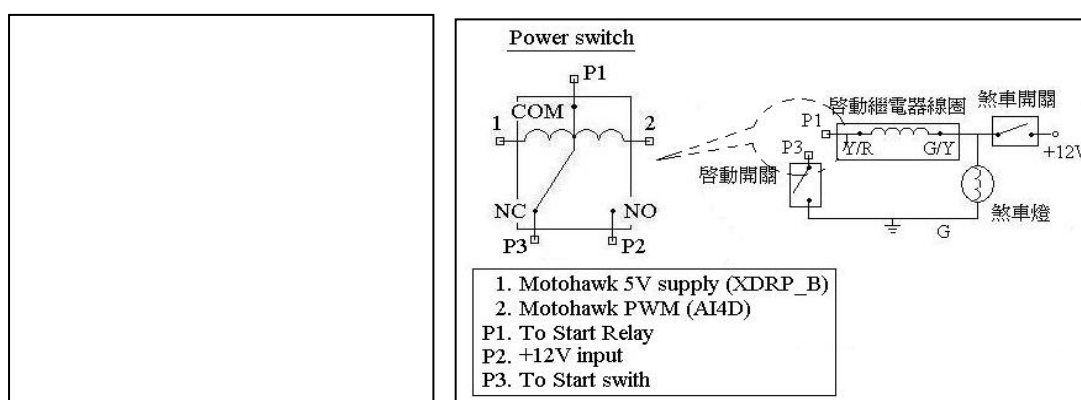 Power switch
P1
COM
1
2
NC
NO
P3
P2
啓動繼電器線圈
煞車開關
P1
Y/R
G/Y
+12V
P3
啓動開關
煞車燈
G
1. Motohawk 5V supply (XDRP_B)
2. Motohawk PWM (AI4D)
P1. To Start Relay
P2. +12V input
P3. To Start swith